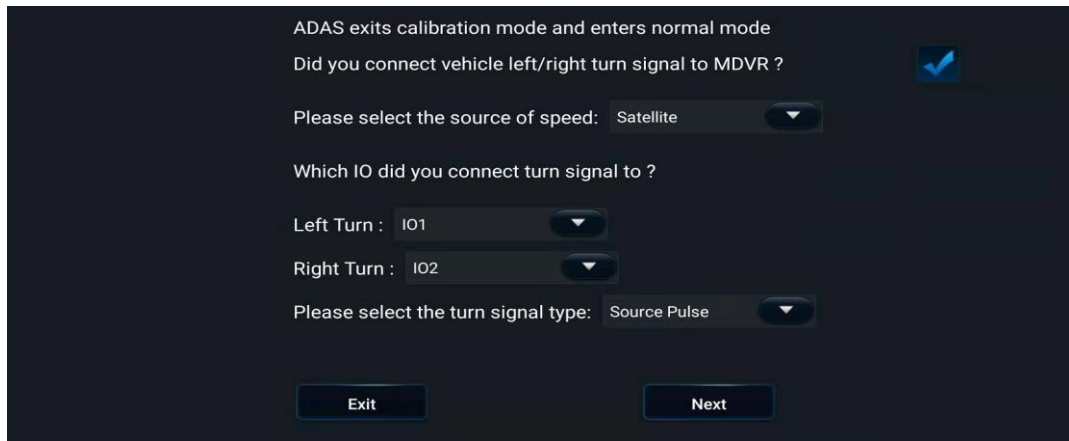 ADAS exits calibration mode and enters normal mode
Did you connect vehicle left/right turn signal to MDVR ?
Please select the source of speed: Satellite
Which IO did you connect turn signal to ?
Left Turn : IO1
Right Turn : IO2
Please select the turn signal type: Source Pulse
Exit Next